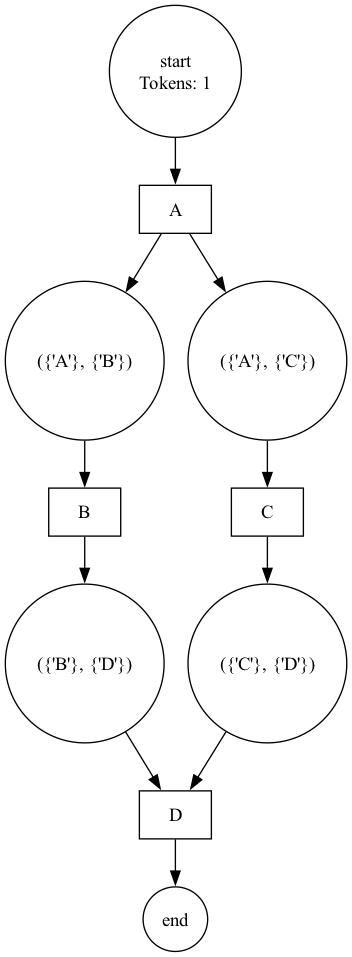 start
Tokens: 1
A
({'A'}, {'B'})
({'A'}, {'C'})
B
C
({'B'}, {'D'})
({'C'}, {'D'})
D
end